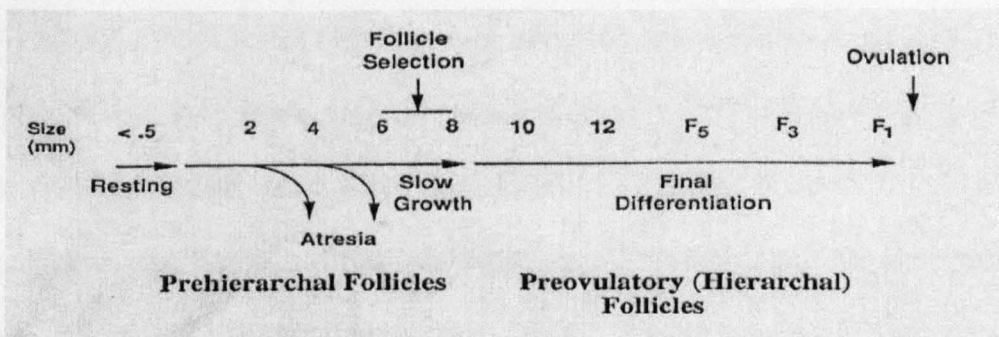 Follicle
Selection
Ovulation
Size
(mm)
< .5
2
4
6
8
10
12
F5
F3
F1
Resting
Slow
Growth
Final
Differentiation
Atresia
Prehierarchal Follicles
Preovulatory (Hierarchal)
Follicles